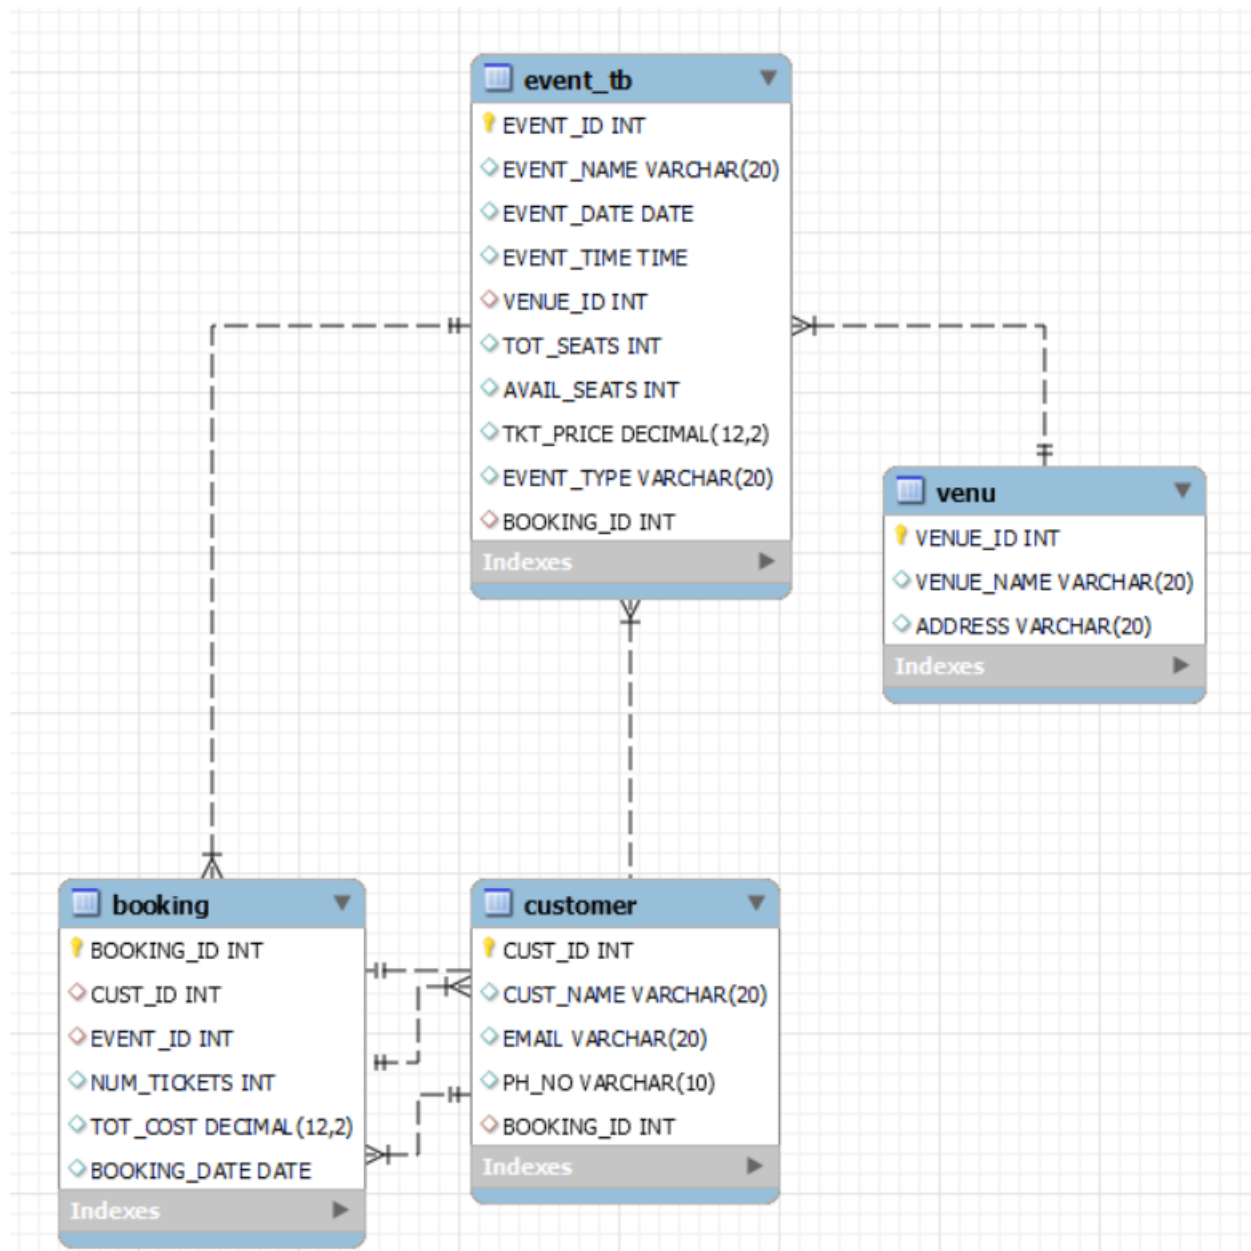 event_tb
EVENT_ID INT
EVENT_NAME VARCHAR(20)
EVENT_DATE DATE
EVENT_TIME TIME
VENUE_ID INT
TOT_SEATS INT
AVAIL_SEATS INT
TKT_PRICE DECIMAL(12,2)
EVENT_TYPE VARCHAR(20)
BOOKING_ID INT
Indexes
venu
VENUE_ID INT
VENUE_NAME VARCHAR(20)
ADDRESS VARCHAR(20)
Indexes
booking
BOOKING_ID INT
CUST_ID INT
EVENT_ID INT
NUM_TICKETS INT
TOT_COST DECIMAL(12,2)
BOOKING_DATE DATE
Indexes
customer
CUST_ID INT
CUST_NAME VARCHAR(20)
EMAIL VARCHAR(20)
PH_NO VARCHAR(10)
BOOKING_ID INT
Indexes